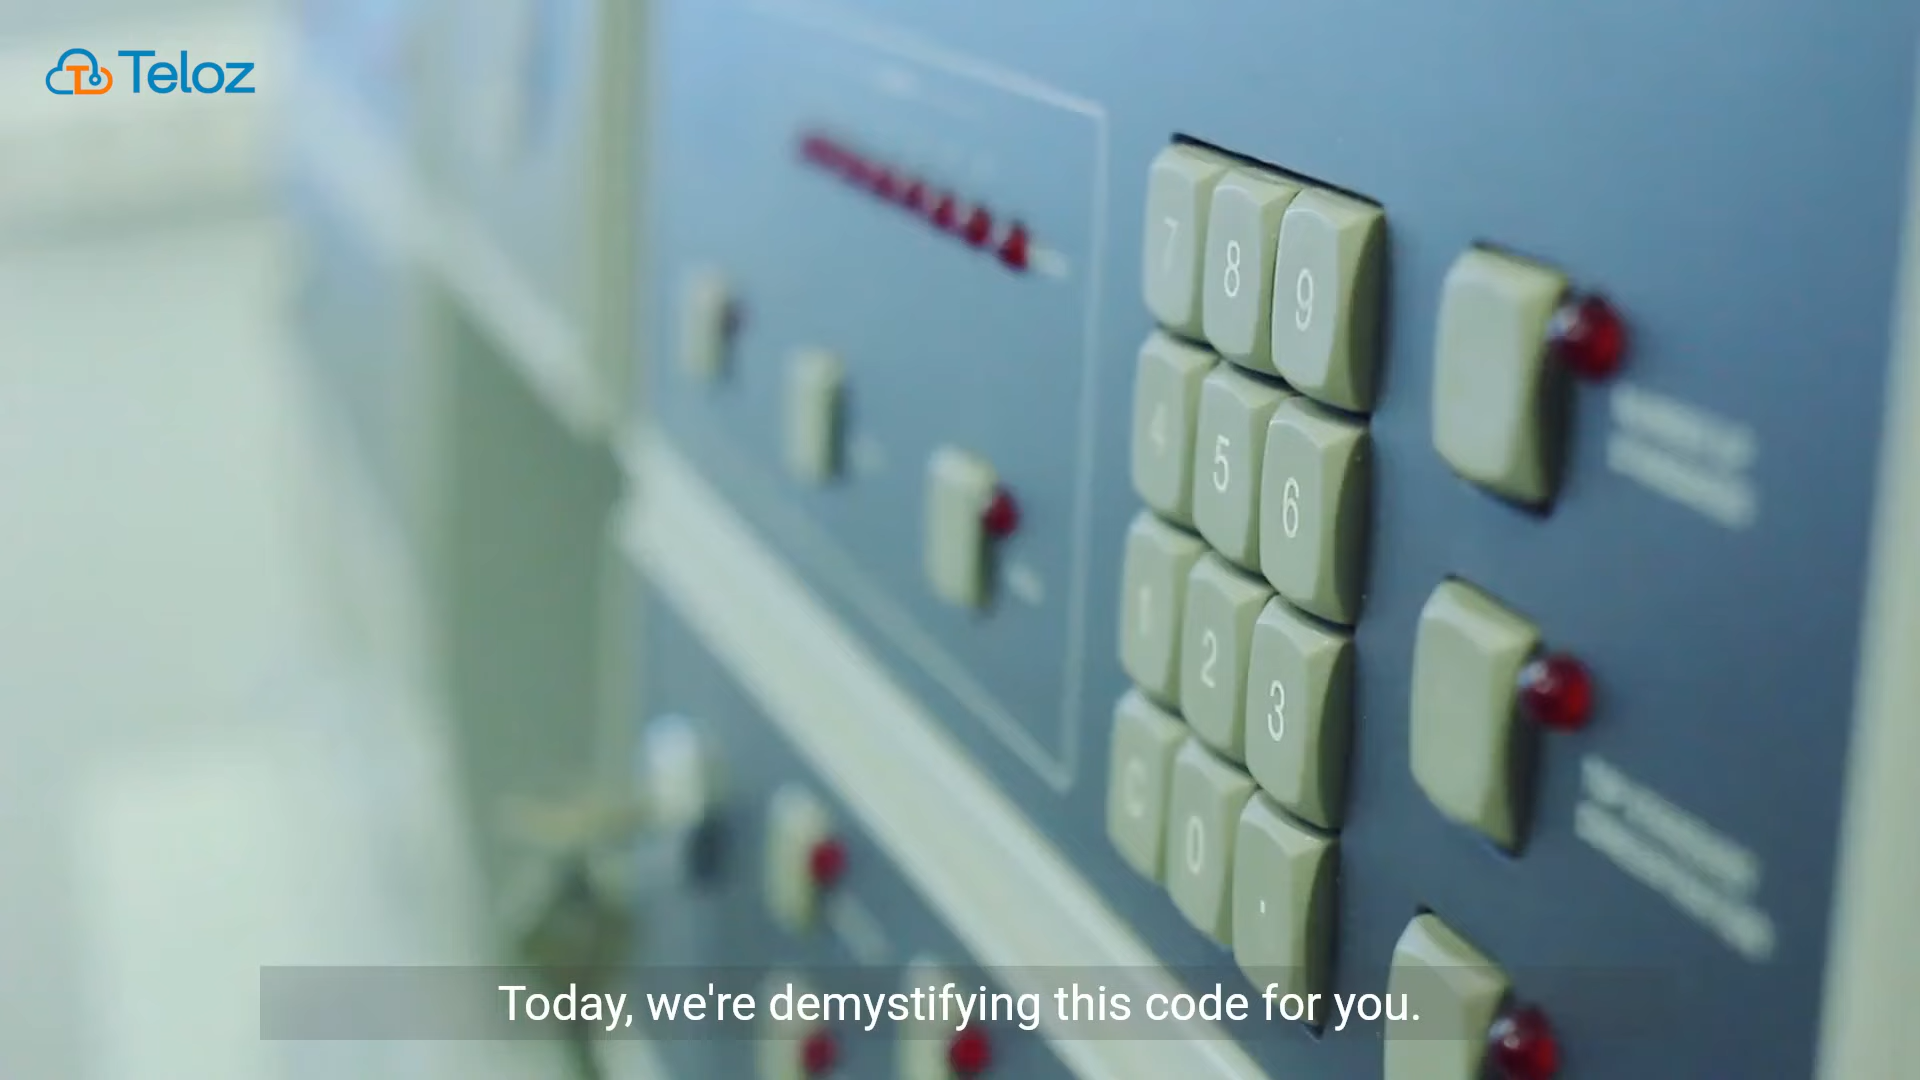 Teloz
7 8 9
4 5 6
1 2 3
C 0 .
Today, we're demystifying this code for you.